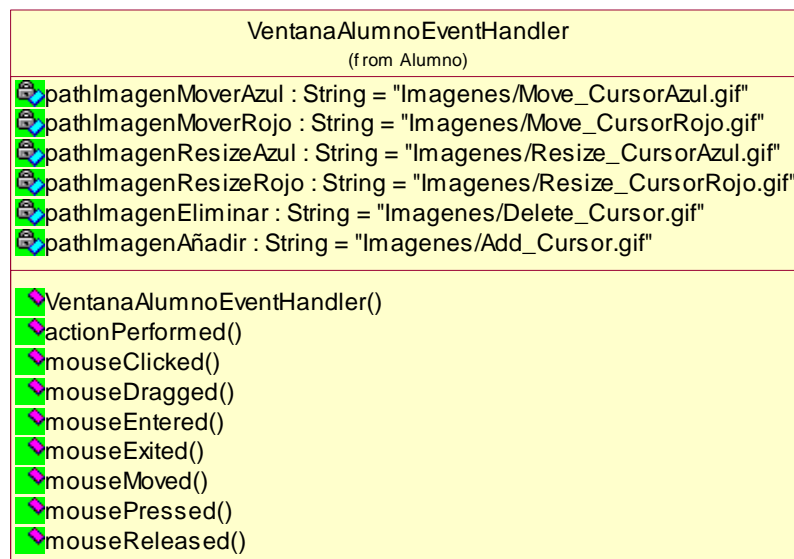 VentanaAlumnoEventHandler
(from Alumno)
pathImagenMoverAzul : String = "Imagenes/Move_CursorAzul.gif"
pathImagenMoverRojo : String = "Imagenes/Move_CursorRojo.gif"
pathImagenResizeAzul : String = "Imagenes/Resize_CursorAzul.gif"
pathImagenResizeRojo : String = "Imagenes/Resize_CursorRojo.gif"
pathImagenEliminar : String = "Imagenes/Delete_Cursor.gif"
pathImagenAñadir : String = "Imagenes/Add_Cursor.gif"
VentanaAlumnoEventHandler()
actionPerformed()
mouseClicked()
mouseDragged()
mouseEntered()
mouseExited()
mouseMoved()
mousePressed()
mouseReleased()